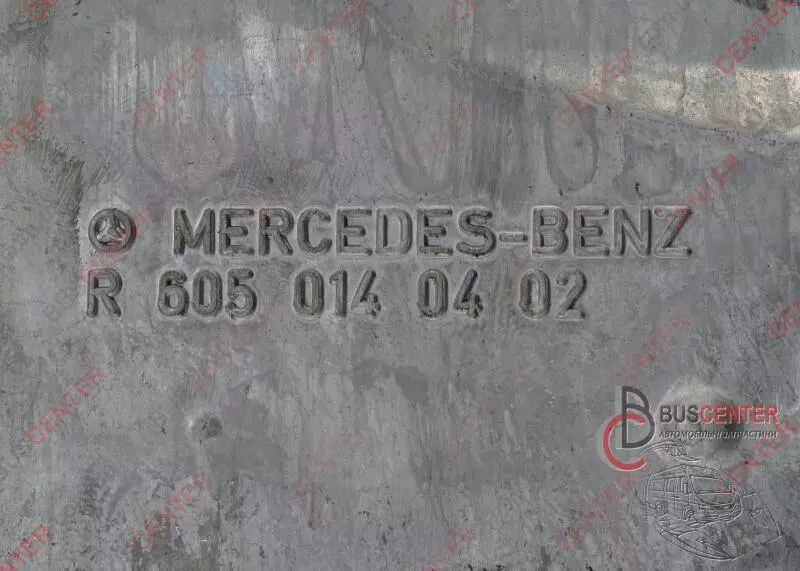 MERCEDES-BENZ
R 605 014 04 02
BUSCENTER
АВТОМОБІЛЬНІ ЗАПЧАСТИНИ